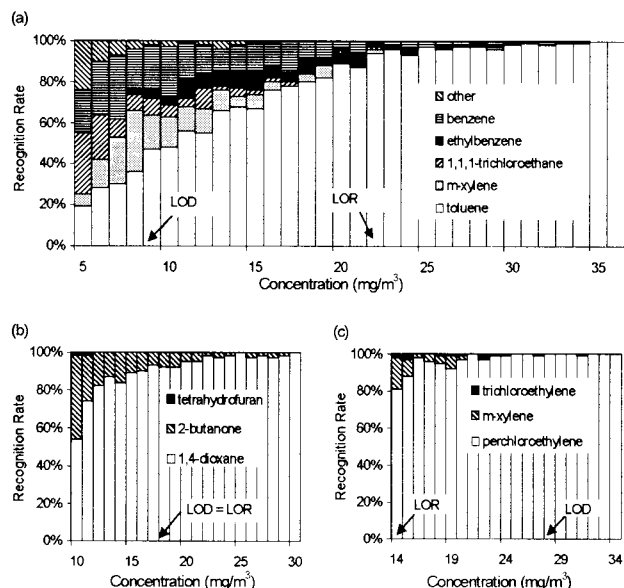 (a)
100%
80%
60%
40%
20%
0%
Recognition Rate
other
benzene
ethylbenzene
1,1,1-trichloroethane
m-xylene
toluene
LOD
LOR
5 10 15 20 25 30 35
Concentration (mg/m³)
(b)
100%
80%
60%
40%
20%
0%
Recognition Rate
tetrahydrofuran
2-butanone
1,4-dioxane
LOD = LOR
10 15 20 25 30
Concentration (mg/m³)
(c)
100%
80%
60%
40%
20%
0%
Recognition Rate
trichloroethylene
m-xylene
perchloroethylene
LOR
LOD
14 19 24 29 34
Concentration (mg/m³)